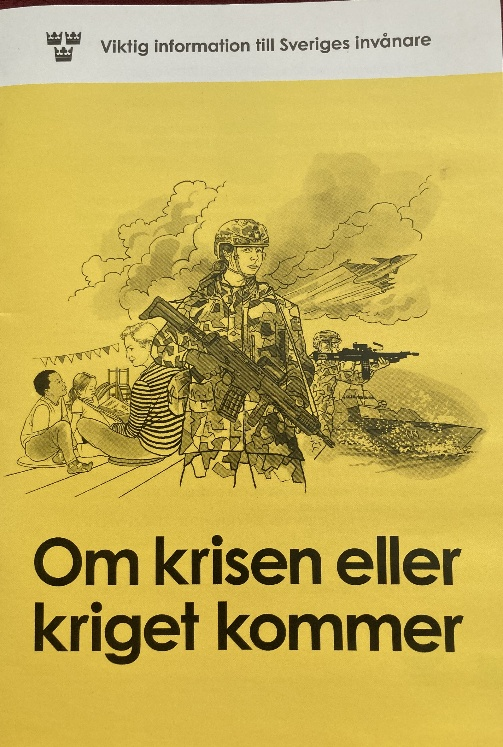 Viktig information till Sveriges invånare
Om krisen eller
kriget kommer